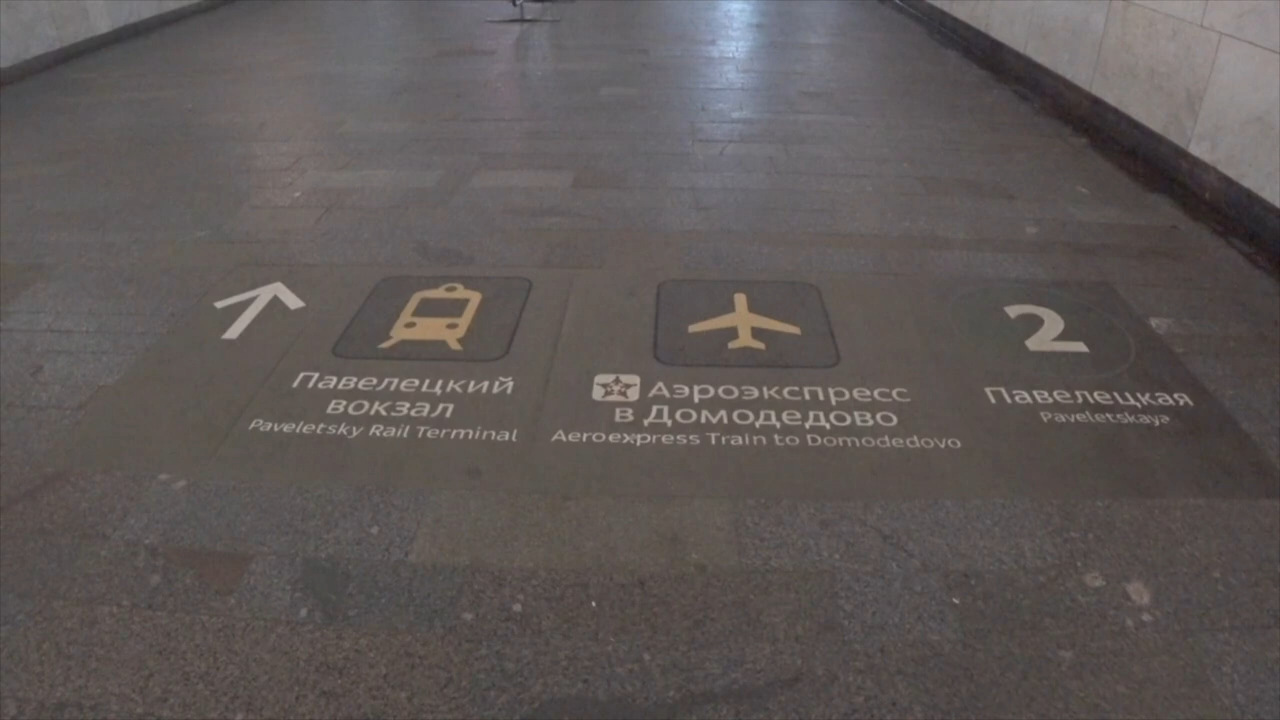 Павелецкий
вокзал
Paveletsky Rail Terminal
Аэроэкспресс
в Домодедово
Aeroexpress Train to Domodedovo
2
Павелецкая
Paveletskaya